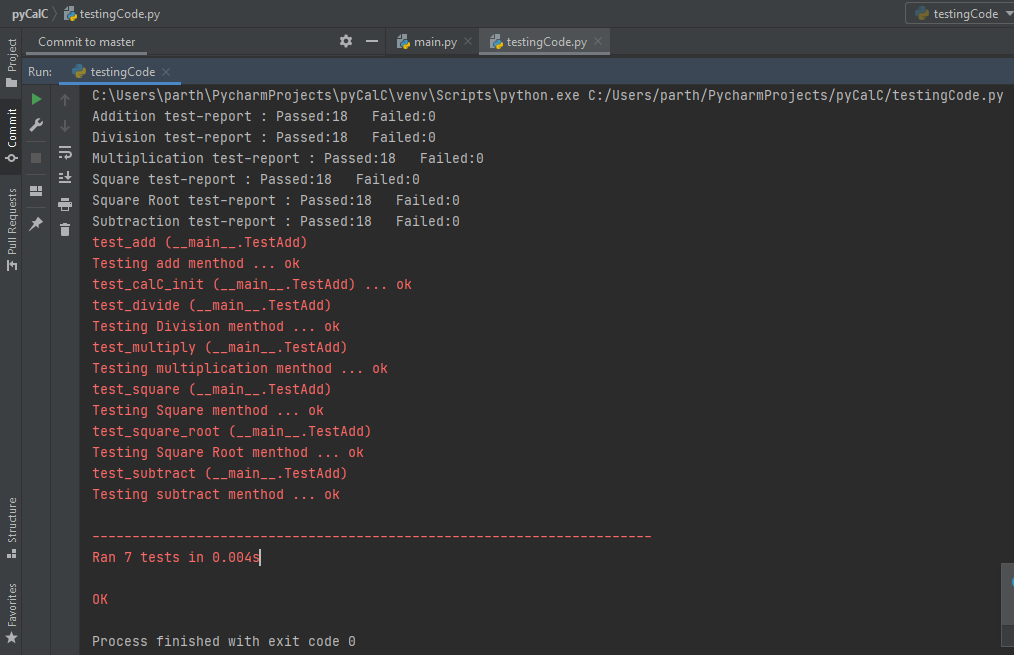 pyCalC
testingCode.py
testingCode
Commit to master
main.py
testingCode.py
Project
Commit
Pull Requests
Structure
Favorites
Run:
testingCode
C:\Users\parth\PycharmProjects\pyCalC\venv\Scripts\python.exe C:/Users/parth/PycharmProjects/pyCalC/testingCode.py
Addition test-report : Passed:18   Failed:0
Division test-report : Passed:18   Failed:0
Multiplication test-report : Passed:18   Failed:0
Square test-report : Passed:18   Failed:0
Square Root test-report : Passed:18   Failed:0
Subtraction test-report : Passed:18   Failed:0
test_add (__main__.TestAdd)
Testing add menthod ... ok
test_calC_init (__main__.TestAdd) ... ok
test_divide (__main__.TestAdd)
Testing Division menthod ... ok
test_multiply (__main__.TestAdd)
Testing multiplication menthod ... ok
test_square (__main__.TestAdd)
Testing Square menthod ... ok
test_square_root (__main__.TestAdd)
Testing Square Root menthod ... ok
test_subtract (__main__.TestAdd)
Testing subtract menthod ... ok
----------------------------------------------------------------------
Ran 7 tests in 0.004s
OK
Process finished with exit code 0